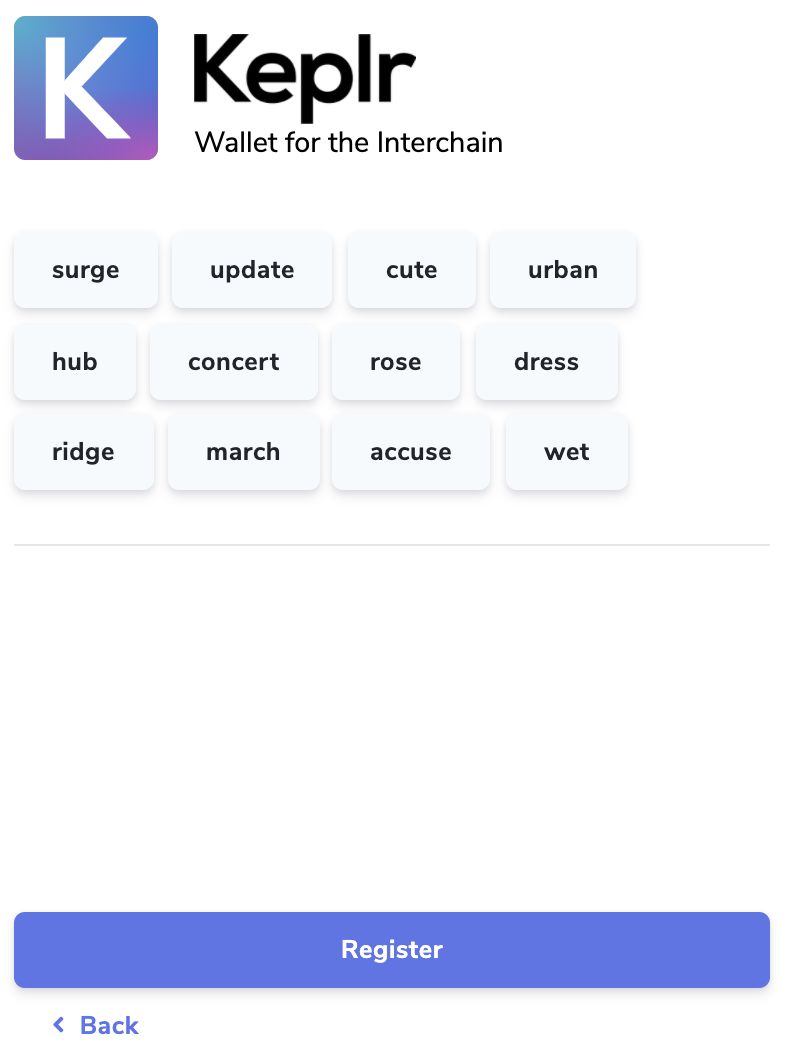 K
Keplr
Wallet for the Interchain
surge update cute urban
hub concert rose dress
ridge march accuse wet
Register
Back